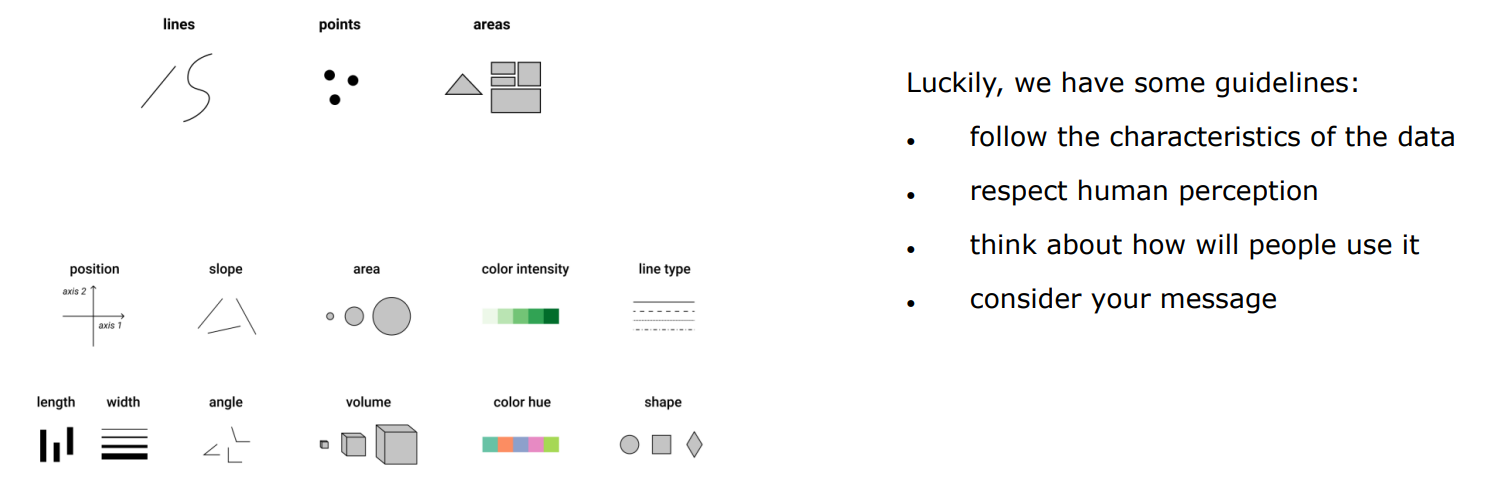 lines points areas
position slope area color intensity line type
axis 2
axis 1
length width angle volume color hue shape
Luckily, we have some guidelines:
• follow the characteristics of the data
• respect human perception
• think about how will people use it
• consider your message